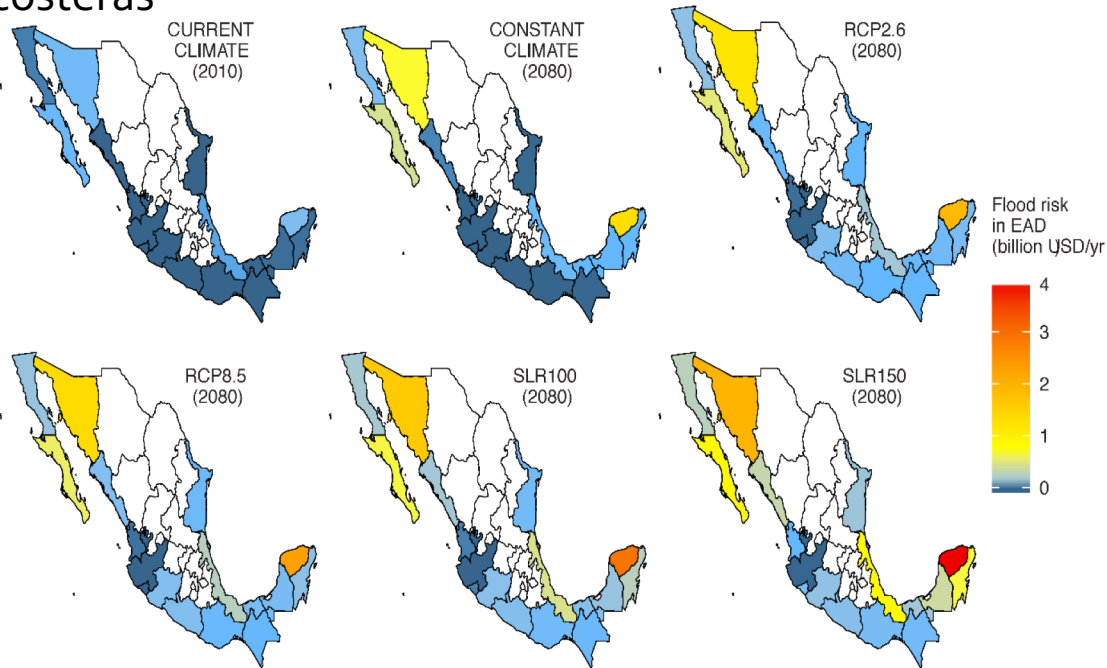 costeras
CURRENT
CLIMATE
(2010)
CONSTANT
CLIMATE
(2080)
RCP2.6
(2080)
Flood risk
in EAD
(billion USD/yr
4
3
2
1
0
RCP8.5
(2080)
SLR100
(2080)
SLR150
(2080)